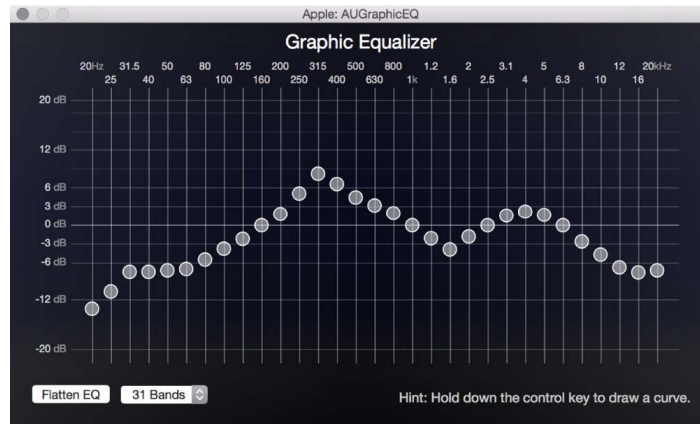 Apple: AUGraphicEQ
Graphic Equalizer
20Hz 31.5 50 80 125 200 315 500 800 1.2 2 3.1 5 8 12 20kHz
25 40 63 100 160 250 400 630 1k 1.6 2.5 4 6.3 10 16
20 dB
12 dB
6 dB
3 dB
0 dB
-3 dB
-6 dB
-12 dB
-20 dB
Flatten EQ 31 Bands Hint: Hold down the control key to draw a curve.